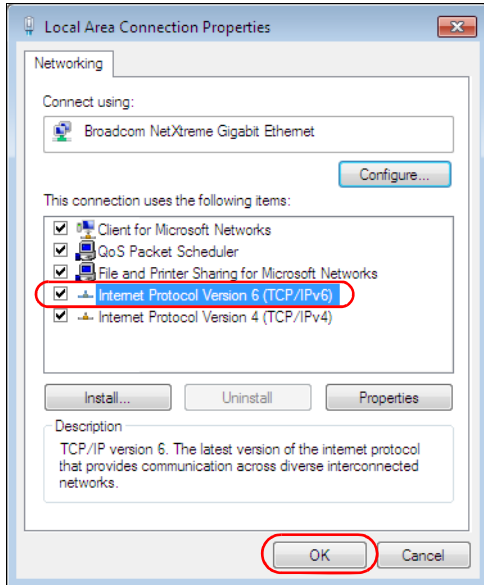 Local Area Connection Properties
Networking
Connect using:
Broadcom NetXtreme Gigabit Ethernet
Configure...
This connection uses the following items:
Client for Microsoft Networks
QoS Packet Scheduler
File and Printer Sharing for Microsoft Networks
Internet Protocol Version 6 (TCP/IPv6)
Internet Protocol Version 4 (TCP/IPv4)
Install... Uninstall Properties
Description
TCP/IP version 6. The latest version of the internet protocol
that provides communication across diverse interconnected
networks.
OK Cancel